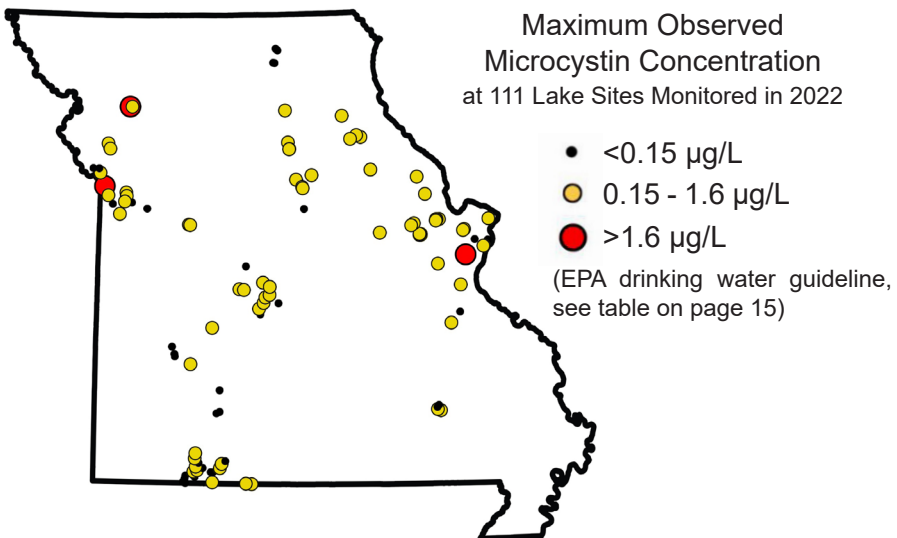 Maximum Observed
Microcystin Concentration
at 111 Lake Sites Monitored in 2022
<0.15 µg/L
0.15 - 1.6 µg/L
>1.6 µg/L
(EPA drinking water guideline,
see table on page 15)